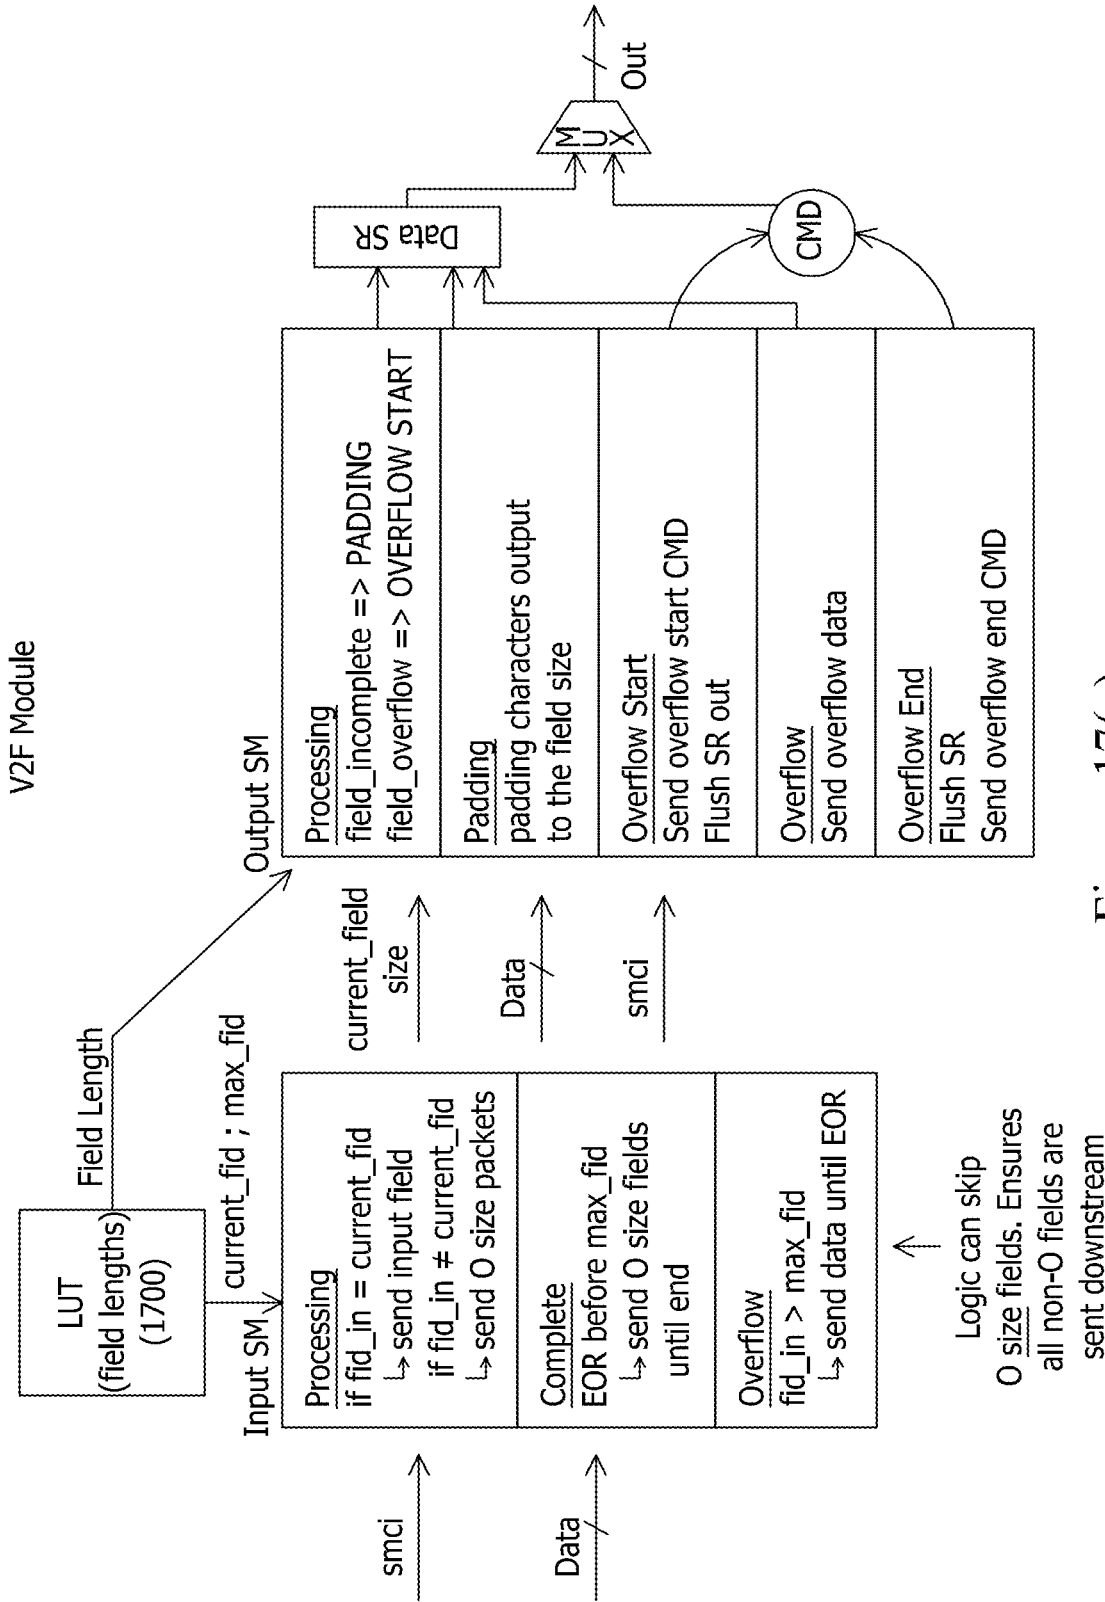 V2F Module
LUT
(field lengths)
(1700)
Field Length
current_fid ; max_fid
Input SM
Processing
if fid_in = current_fid
↳ send input field
if fid_in ≠ current_fid
↳ send O size packets
Complete
EOR before max_fid
↳ send O size fields
until end
Overflow
fid_in > max_fid
↳ send data until EOR
smci
Data
Logic can skip
O size fields. Ensures
all non-O fields are
sent downstream
current_field
size
Data
smci
Output SM
Processing
field_incomplete => PADDING
field_overflow => OVERFLOW START
Padding
padding characters output
to the field size
Overflow Start
Send overflow start CMD
Flush SR out
Overflow
Send overflow data
Overflow End
Flush SR
Send overflow end CMD
Data SR
CMD
MUX
Out